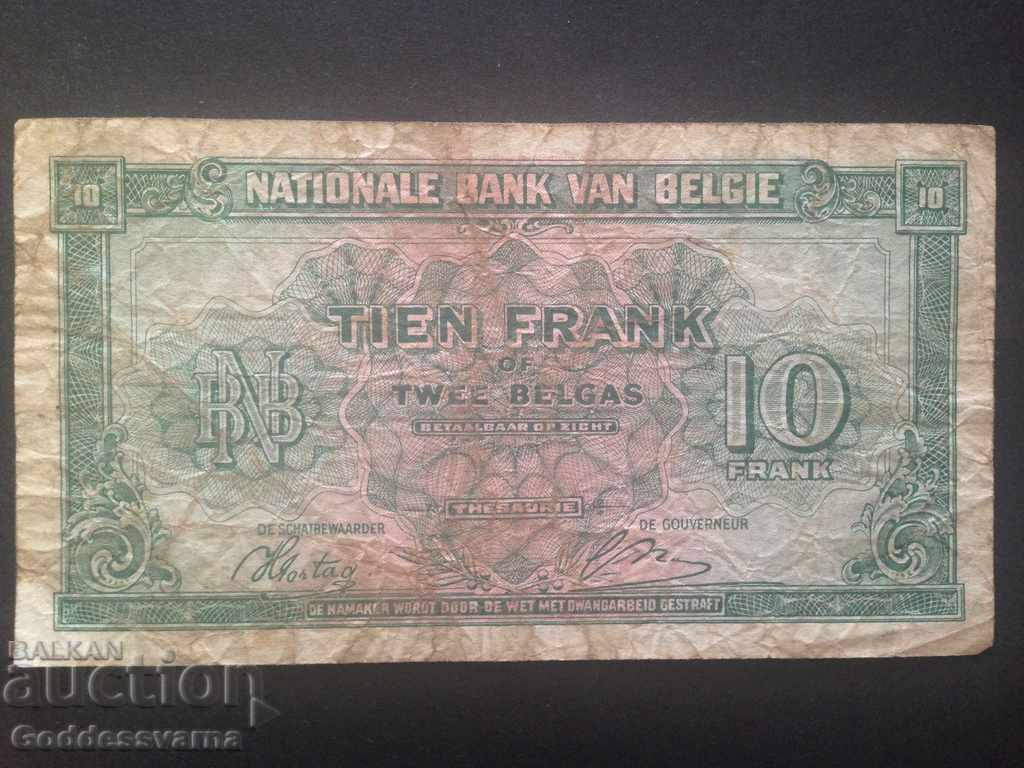 10 NATIONALE BANK VAN BELGIE 10
TIEN FRANK
OF
TWEE BELGAS
BETAALBAAR OP ZICHT
BNB
10
FRANK
THESAURIE
DE SCHATBEWAARDER
DE GOUVERNEUR
DE NAMAKER WORDT DOOR DE WET MET DWANGARBEID GESTRAFT
BALKAN
auction
Goddessvarna